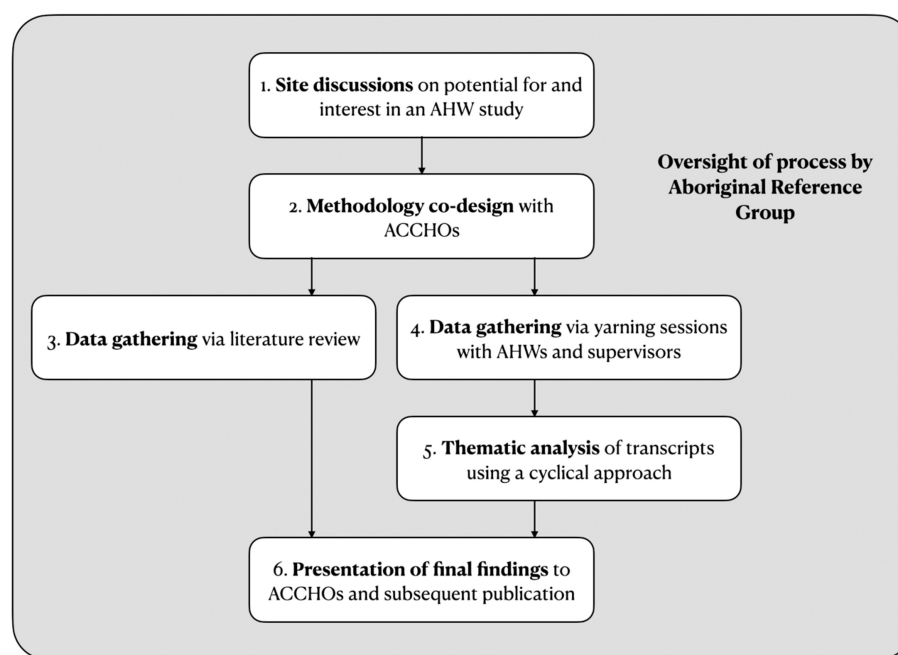 1. Site discussions on potential for and
interest in an AHW study
Oversight of process by
Aboriginal Reference
Group
2. Methodology co-design with
ACCHOs
3. Data gathering via literature review
4. Data gathering via yarning sessions
with AHWs and supervisors
5. Thematic analysis of transcripts
using a cyclical approach
6. Presentation of final findings to
ACCHOs and subsequent publication